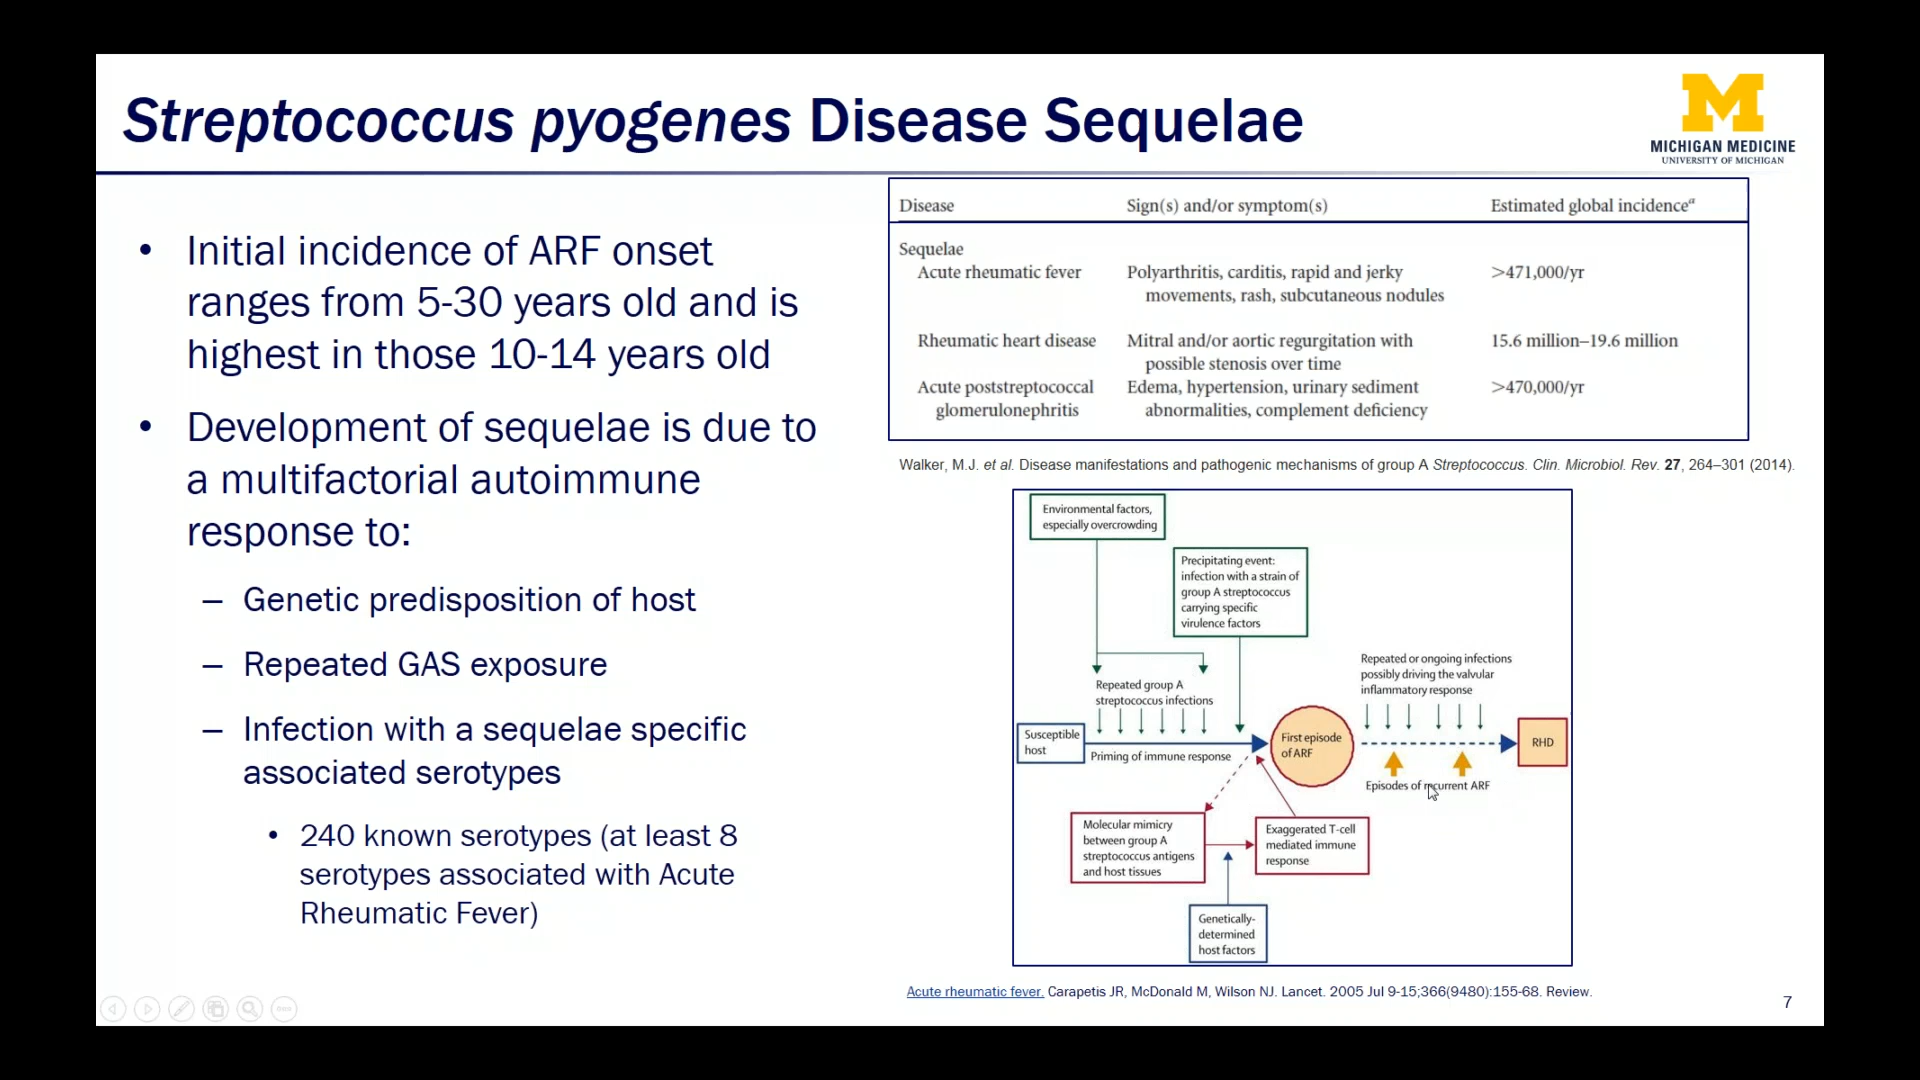 Streptococcus pyogenes Disease Sequelae
M
MICHIGAN MEDICINE
UNIVERSITY OF MICHIGAN
• Initial incidence of ARF onset
ranges from 5-30 years old and is
highest in those 10-14 years old
• Development of sequelae is due to
a multifactorial autoimmune
response to:
– Genetic predisposition of host
– Repeated GAS exposure
– Infection with a sequelae specific
associated serotypes
• 240 known serotypes (at least 8
serotypes associated with Acute
Rheumatic Fever)
Disease Sign(s) and/or symptom(s) Estimated global incidenceᵃ
Sequelae
Acute rheumatic fever Polyarthritis, carditis, rapid and jerky >471,000/yr
movements, rash, subcutaneous nodules
Rheumatic heart disease Mitral and/or aortic regurgitation with 15.6 million–19.6 million
possible stenosis over time
Acute poststreptococcal Edema, hypertension, urinary sediment >470,000/yr
glomerulonephritis abnormalities, complement deficiency
Walker, M.J. et al. Disease manifestations and pathogenic mechanisms of group A Streptococcus. Clin. Microbiol. Rev. 27, 264–301 (2014).
Environmental factors,
especially overcrowding
Precipitating event:
infection with a strain of
group A streptococcus
carrying specific
virulence factors
Repeated group A
streptococcus infections
Repeated or ongoing infections
possibly driving the valvular
inflammatory response
Susceptible
host
Priming of immune response
First episode
of ARF
RHD
Episodes of recurrent ARF
Molecular mimicry
between group A
streptococcus antigens
and host tissues
Exaggerated T-cell
mediated immune
response
Genetically-
determined
host factors
Acute rheumatic fever. Carapetis JR, McDonald M, Wilson NJ. Lancet. 2005 Jul 9-15;366(9480):155-68. Review.
7